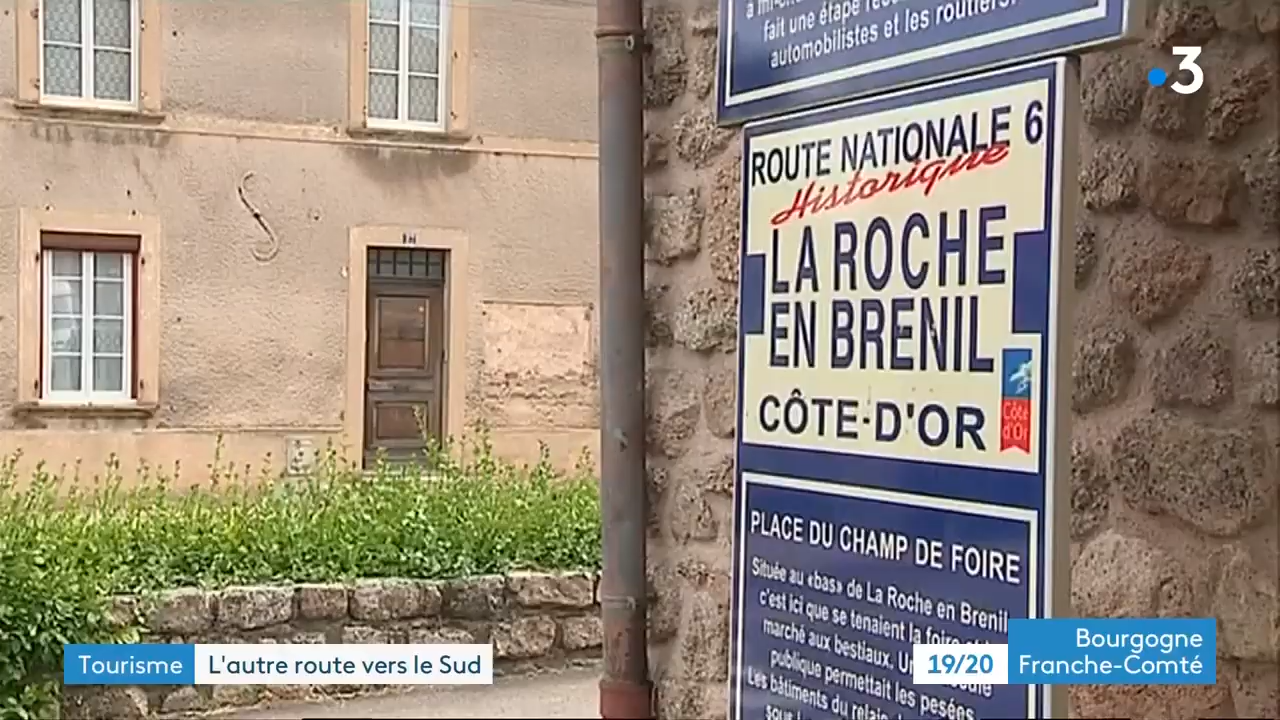 fait une étape
automobilistes et les routiers.
3
ROUTE NATIONALE 6
Historique
LA ROCHE
EN BRENIL
CÔTE-D'OR
Côte
d'Or
12
PLACE DU CHAMP DE FOIRE
Située au «bas» de La Roche en Brenil
c'est ici que se tenaient la foire
marché aux bestiaux.
publique permettait les pesées
Les bâtiments du relais
Tourisme
L'autre route vers le Sud
19/20
Bourgogne
Franche-Comté